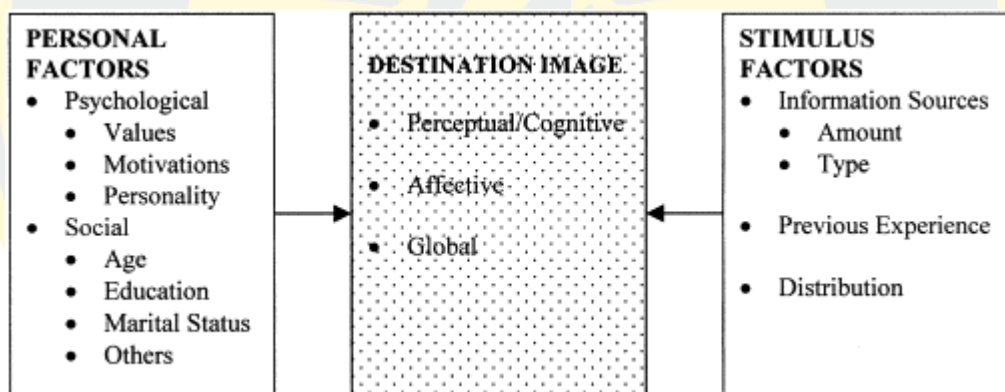 PERSONAL
FACTORS
• Psychological
• Values
• Motivations
• Personality
• Social
• Age
• Education
• Marital Status
• Others
DESTINATION IMAGE
• Perceptual/Cognitive
• Affective
• Global
STIMULUS
FACTORS
• Information Sources
• Amount
• Type
• Previous Experience
• Distribution